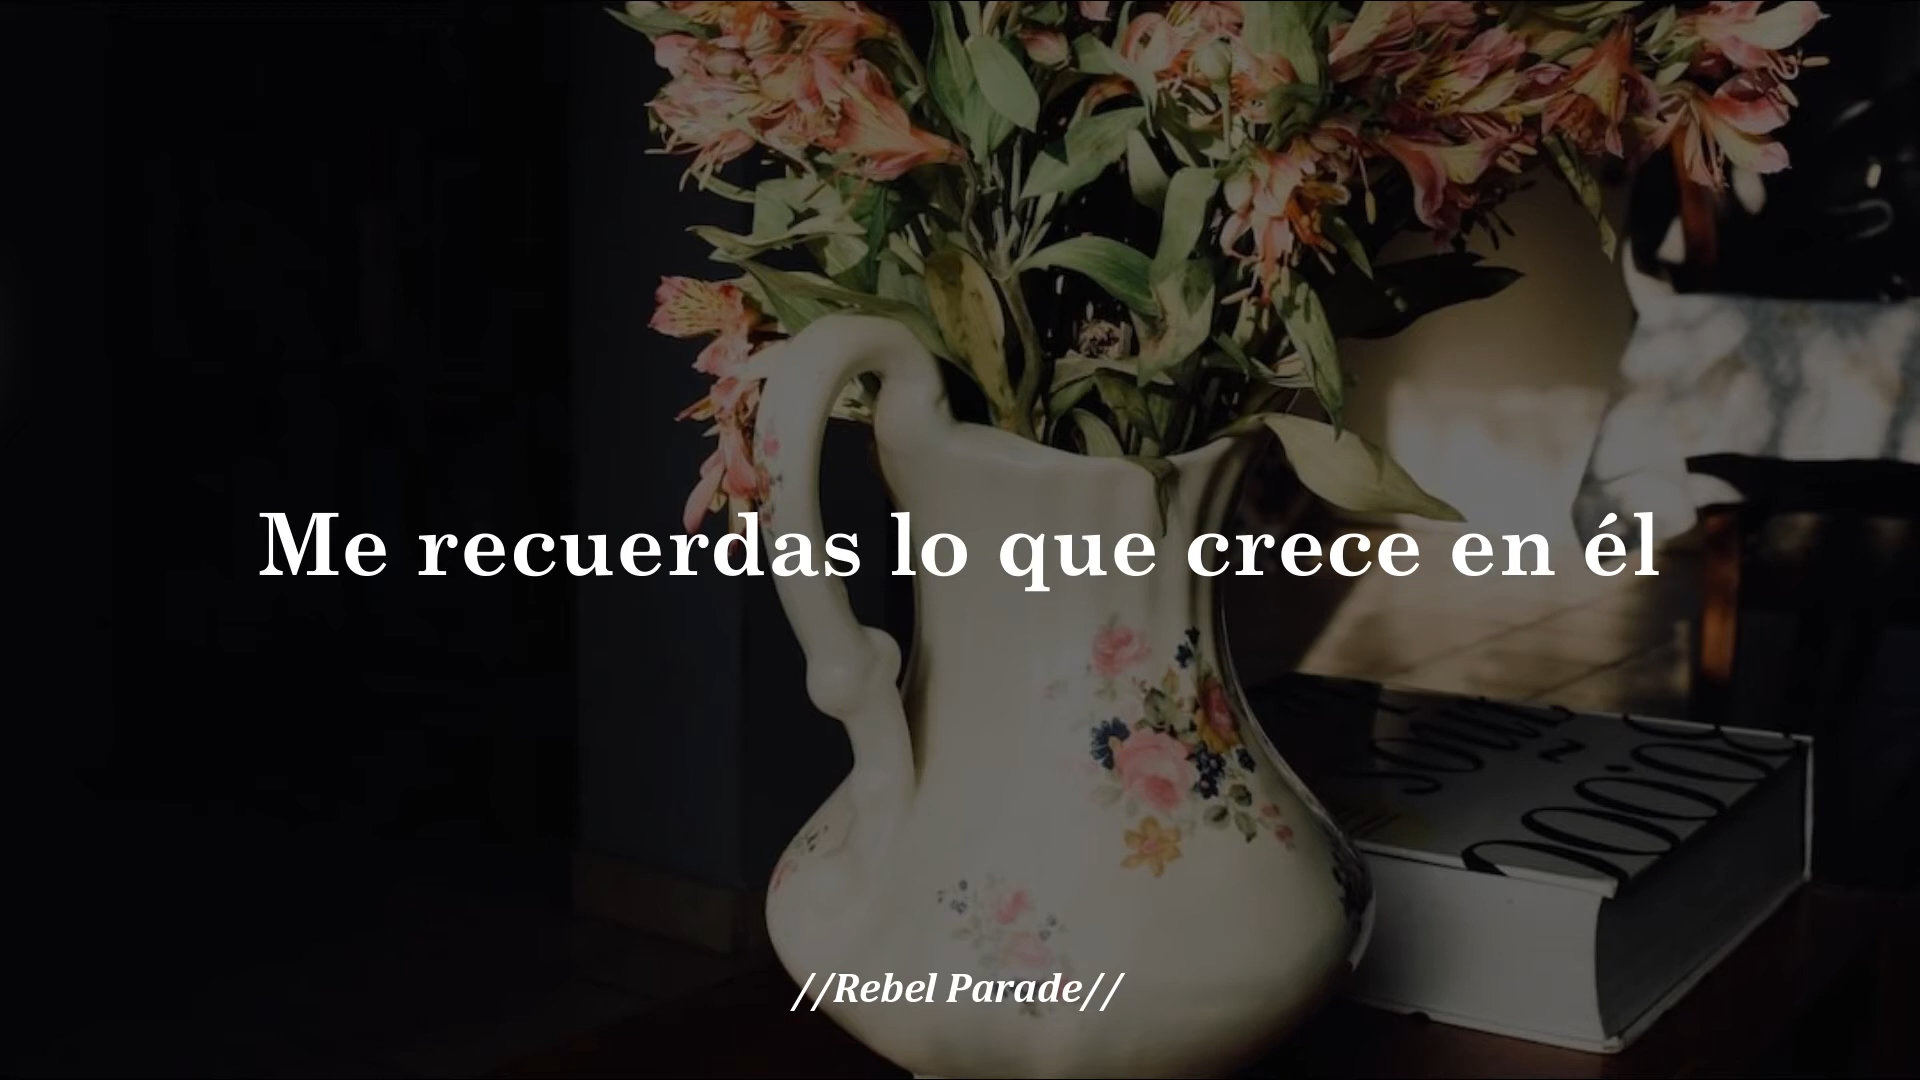 Me recuerdas lo que crece en él
//Rebel Parade//